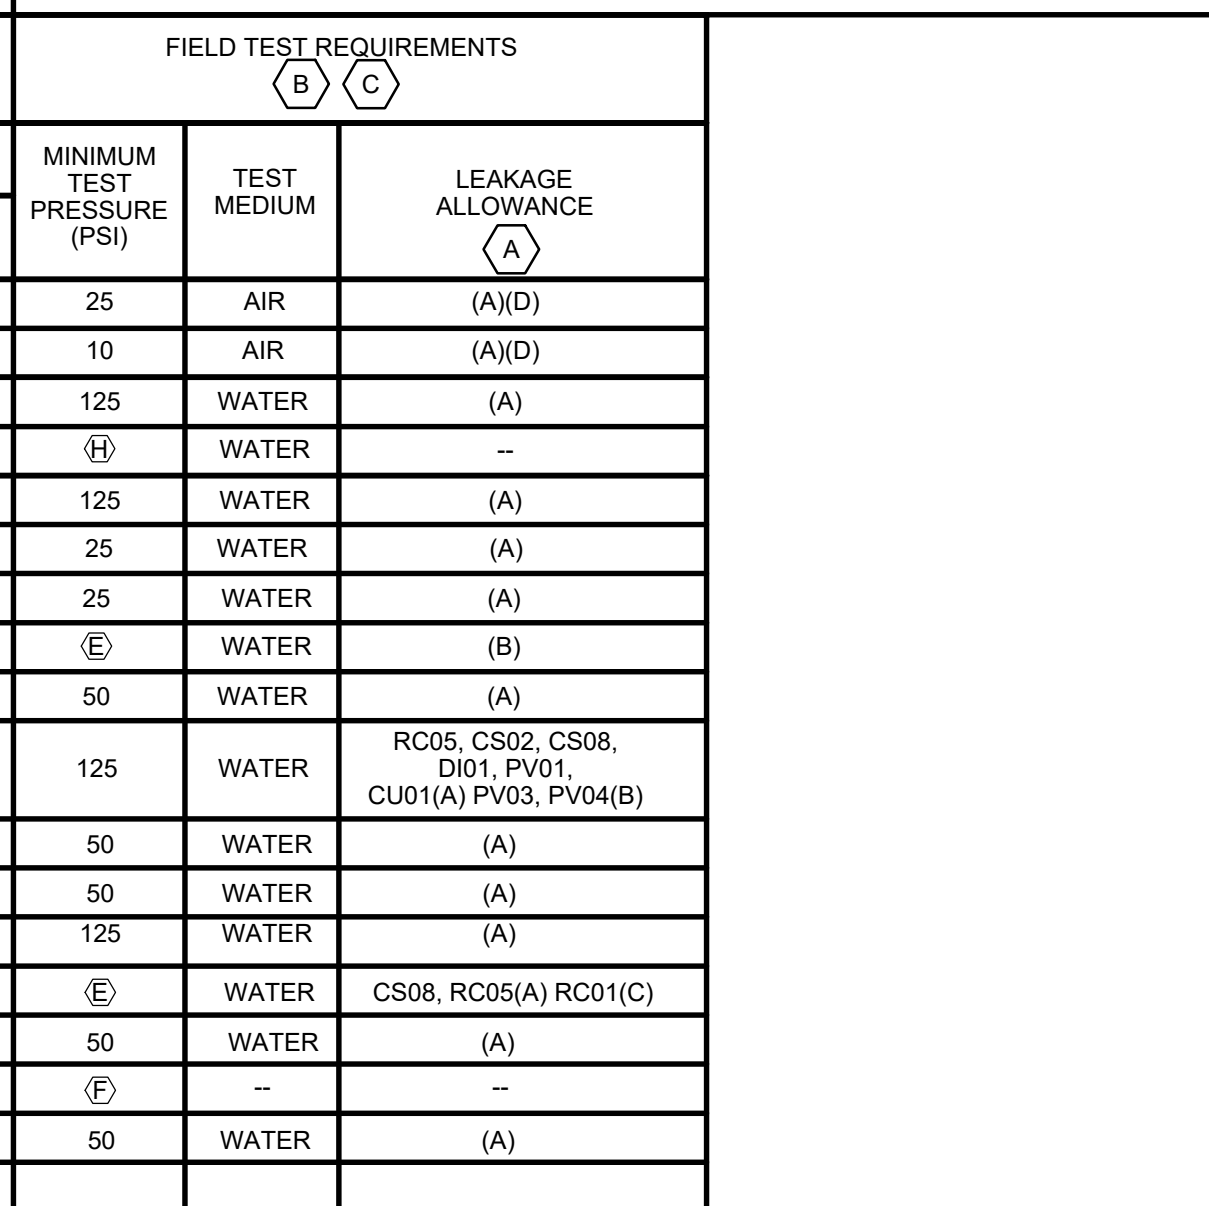 FIELD TEST REQUIREMENTS
B C
MINIMUM
TEST
PRESSURE
(PSI)
TEST
MEDIUM
LEAKAGE
ALLOWANCE
A
25 AIR (A)(D)
10 AIR (A)(D)
125 WATER (A)
H WATER --
125 WATER (A)
25 WATER (A)
25 WATER (A)
E WATER (B)
50 WATER (A)
125 WATER RC05, CS02, CS08,
DI01, PV01,
CU01(A) PV03, PV04(B)
50 WATER (A)
50 WATER (A)
125 WATER (A)
E WATER CS08, RC05(A) RC01(C)
50 WATER (A)
F -- --
50 WATER (A)